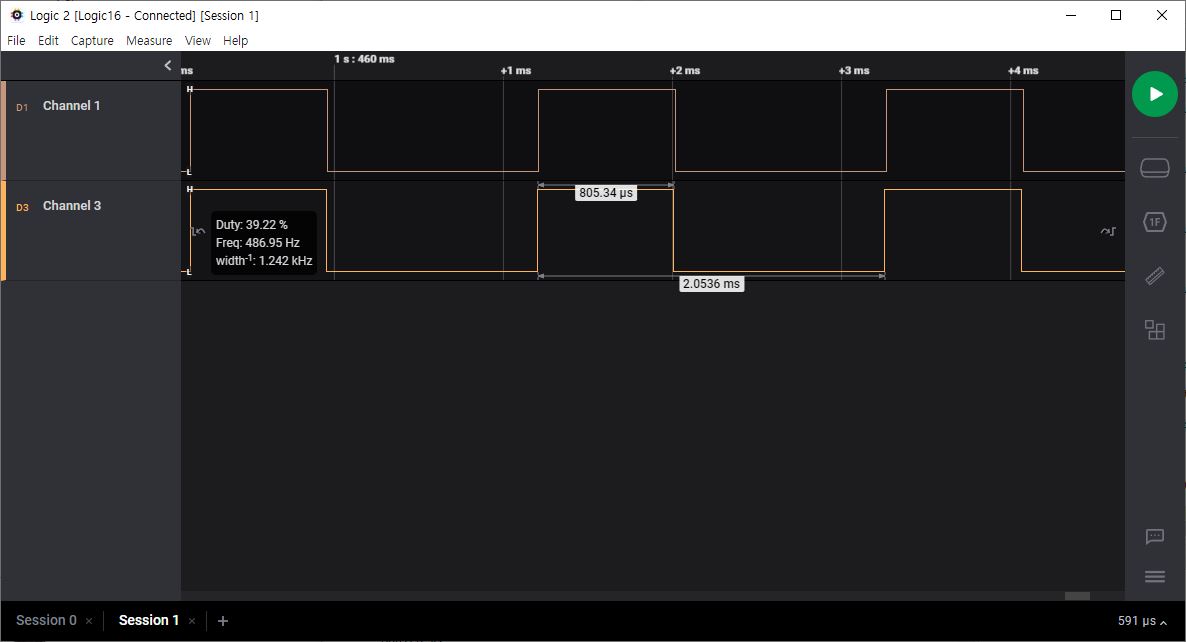 Logic 2 [Logic16 - Connected] [Session 1]
File Edit Capture Measure View Help
1 s : 460 ms
ms +1 ms +2 ms +3 ms +4 ms
H
D1 Channel 1
L
H
805.34 µs
D3 Channel 3
Duty: 39.22 %
Freq: 486.95 Hz
width-1: 1.242 kHz
L
2.0536 ms
1F
Session 0 × Session 1 × +
591 µs